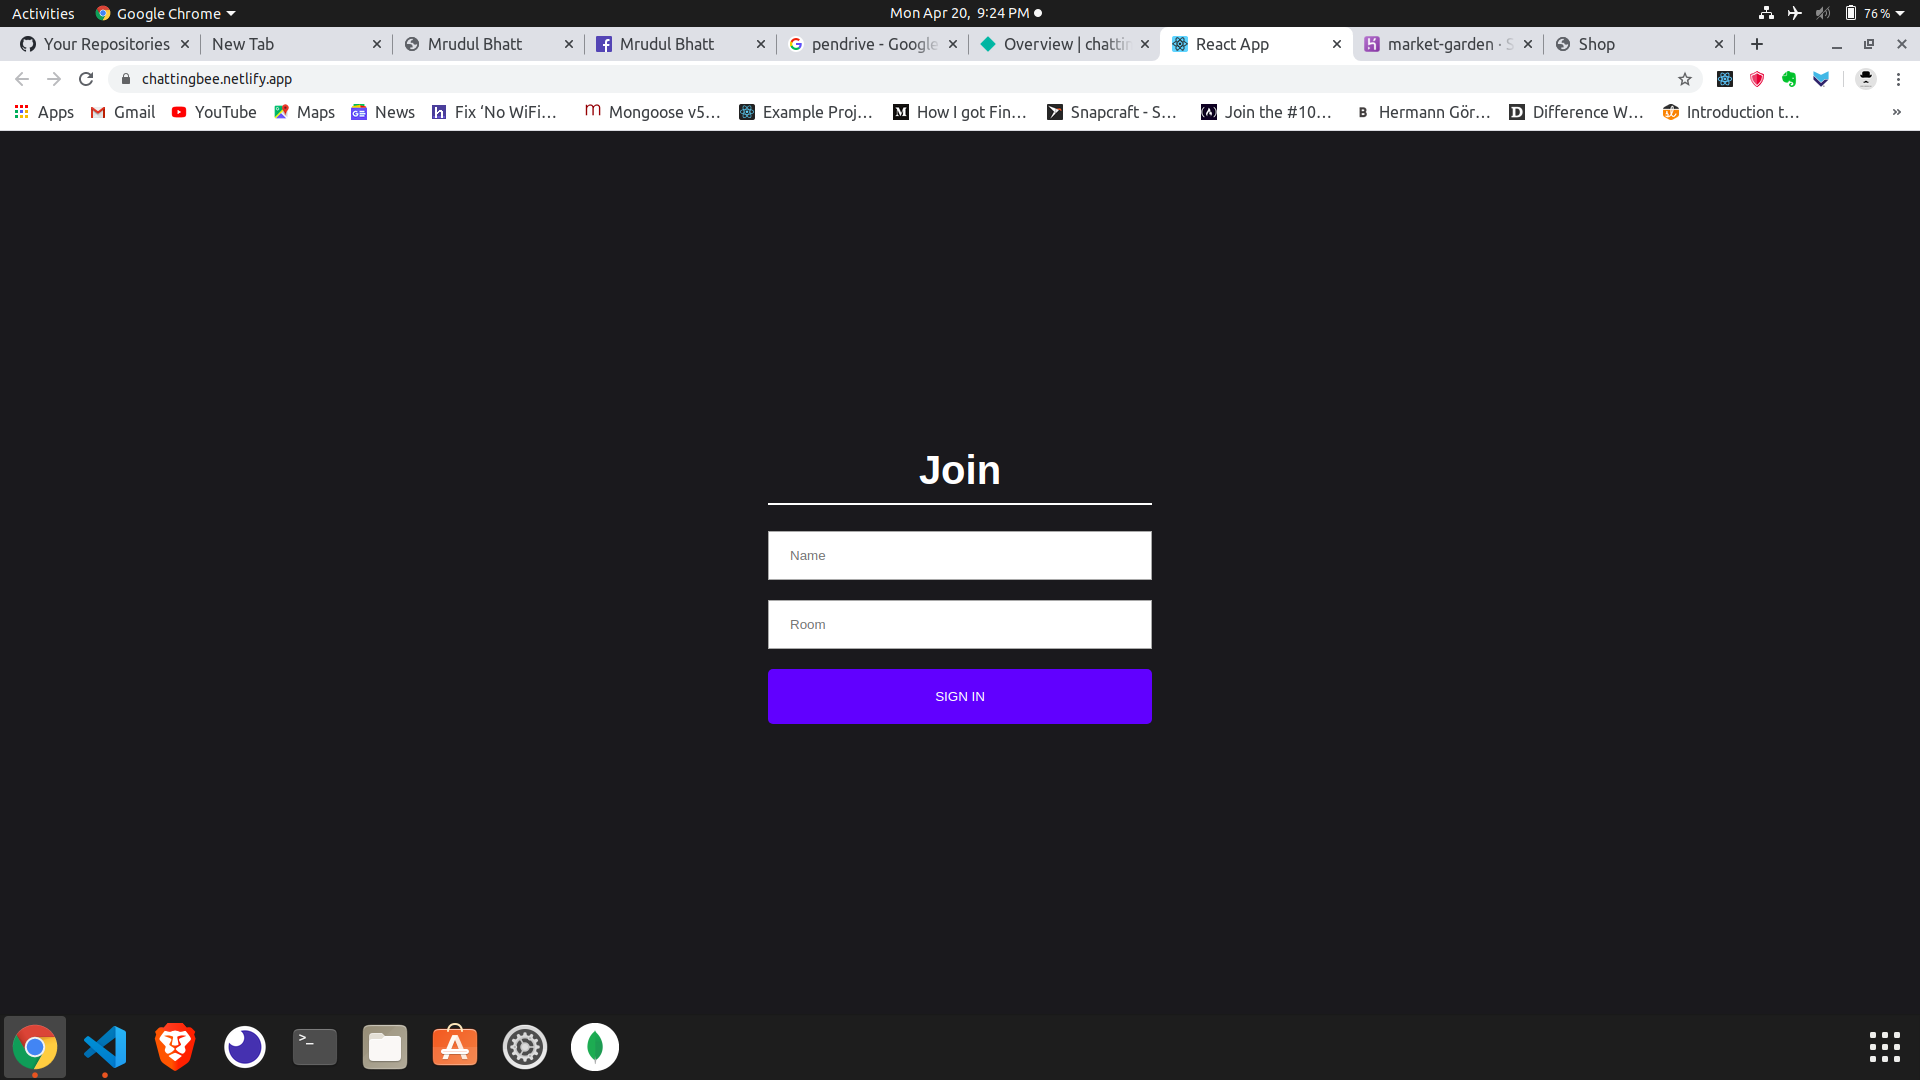 Activities
Google Chrome
Mon Apr 20, 9:24 PM
76 %
Your Repositories
New Tab
Mrudul Bhatt
Mrudul Bhatt
pendrive - Google
Overview | chattin
React App
market-garden · S
Shop
chattingbee.netlify.app
Apps
Gmail
YouTube
Maps
News
Fix ‘No WiFi…
Mongoose v5…
Example Proj…
How I got Fin…
Snapcraft - S…
Join the #10…
Hermann Gör…
Difference W…
Introduction t…
Join
Name
Room
SIGN IN